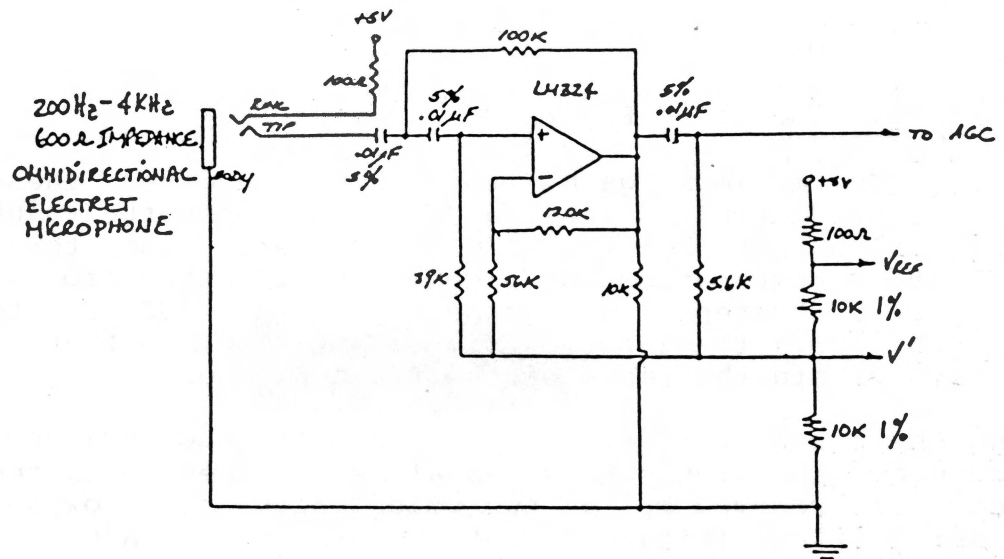 +5V
100K
100Ω
200Hz-4KHz
600Ω IMPEDANCE
OMNIDIRECTIONAL
ELECTRET
MICROPHONE
RING
TIP
BODY
.01µF
5%
5%
.01µF
LM324
+
-
5%
.01µF
TO AGC
120K
39K
56K
10K
5.6K
+5V
100Ω
VREF
10K 1%
V'
10K 1%